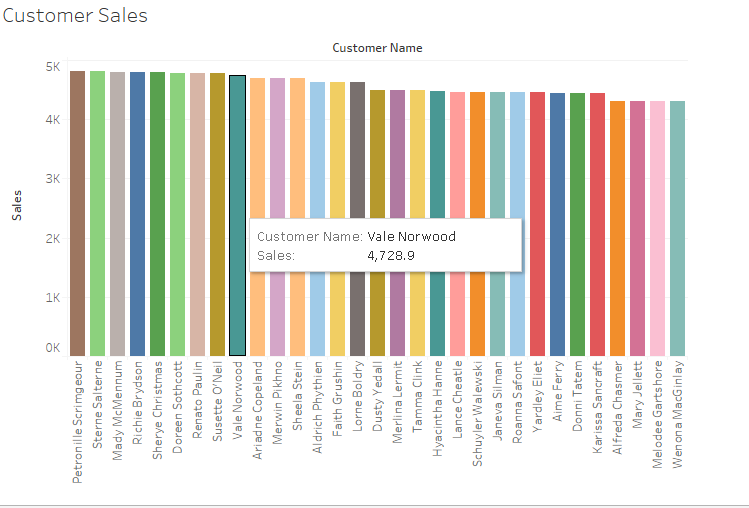 Customer Sales
Customer Name
5K
4K
3K
2K
1K
0K
Sales
Customer Name: Vale Norwood
Sales: 4,728.9
Petronille Scrimgeour
Sterne Salterne
Mady McMennum
Richie Brydson
Sherye Christmas
Doreen Sothcott
Renato Paulin
Susette O'Neil
Vale Norwood
Ariadne Copeland
Merwin Pikhno
Sheela Stein
Aldrich Phythien
Faith Grushin
Lorne Boldry
Dusty Yedall
Merlina Lermit
Tamma Clink
Hyacintha Hanne
Lance Cheatle
Schuyler Walewski
Janeva Silman
Roanna Safont
Yardley Eliet
Aime Ferry
Donni Tatem
Karissa Sancraft
Alfreda Chasmer
Mary Jellett
Melodee Gartshore
Wenona MacGinlay